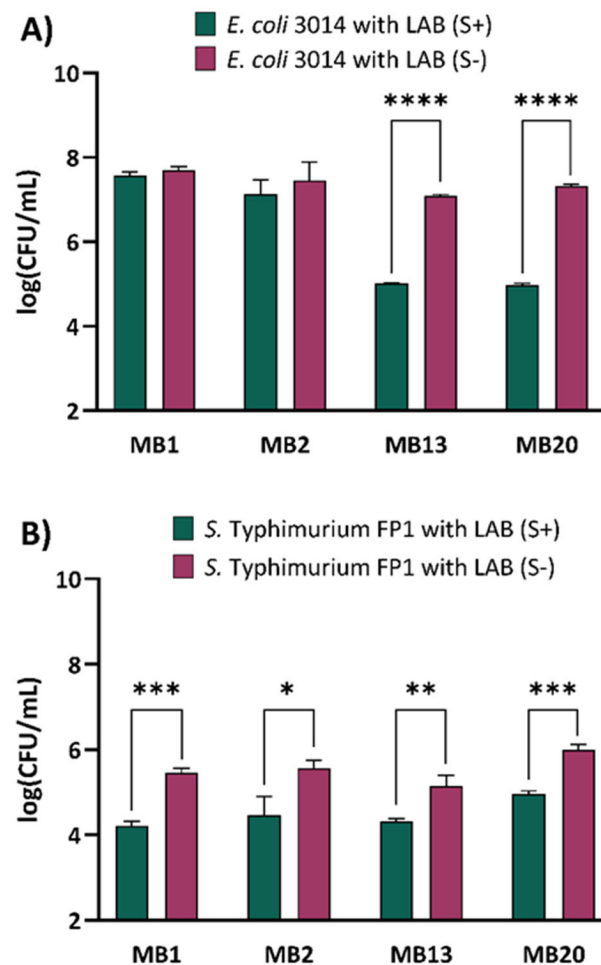 A)
E. coli 3014 with LAB (S+)
E. coli 3014 with LAB (S-)
10
8
6
4
2
log(CFU/mL)
**** ****
MB1 MB2 MB13 MB20
B)
S. Typhimurium FP1 with LAB (S+)
S. Typhimurium FP1 with LAB (S-)
10
8
6
4
2
log(CFU/mL)
*** * ** ***
MB1 MB2 MB13 MB20